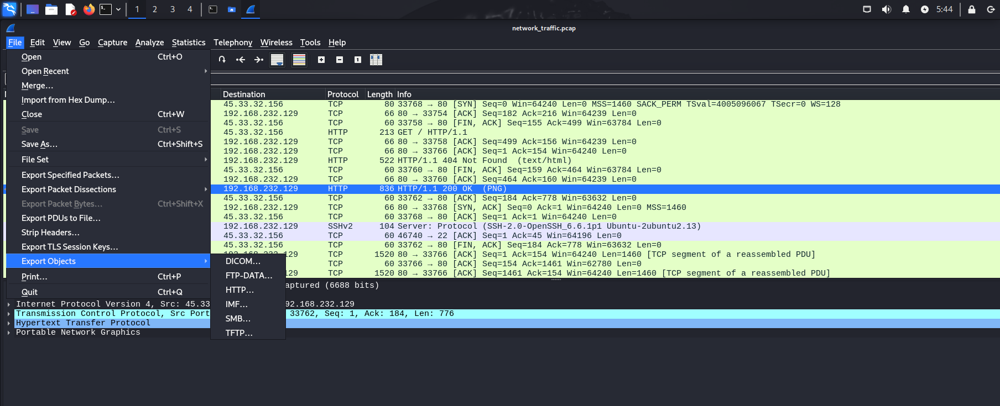 1 2 3 4 5:44
network_traffic.pcap
File Edit View Go Capture Analyze Statistics Telephony Wireless Tools Help
Open Ctrl+O
Open Recent
Merge…
Import from Hex Dump…
Close Ctrl+W
Save Ctrl+S
Save As… Ctrl+Shift+S
File Set
Export Specified Packets…
Export Packet Dissections
Export Packet Bytes… Ctrl+Shift+X
Export PDUs to File…
Strip Headers…
Export TLS Session Keys…
Export Objects
Print… Ctrl+P
Quit Ctrl+Q
DICOM…
FTP-DATA…
HTTP…
IMF…
SMB…
TFTP…
Destination Protocol Length Info
45.33.32.156 TCP 80 33768 → 80 [SYN] Seq=0 Win=64240 Len=0 MSS=1460 SACK_PERM TSval=4005096067 TSecr=0 WS=128
192.168.232.129 TCP 66 80 → 33754 [ACK] Seq=182 Ack=216 Win=64239 Len=0
45.33.32.156 TCP 60 33758 → 80 [FIN, ACK] Seq=155 Ack=499 Win=63784 Len=0
45.33.32.156 HTTP 213 GET / HTTP/1.1
192.168.232.129 TCP 66 80 → 33758 [ACK] Seq=499 Ack=156 Win=64239 Len=0
192.168.232.129 TCP 66 80 → 33766 [ACK] Seq=1 Ack=154 Win=64240 Len=0
192.168.232.129 HTTP 522 HTTP/1.1 404 Not Found (text/html)
45.33.32.156 TCP 60 33760 → 80 [FIN, ACK] Seq=159 Ack=464 Win=63784 Len=0
192.168.232.129 TCP 66 80 → 33760 [ACK] Seq=464 Ack=160 Win=64239 Len=0
192.168.232.129 HTTP 836 HTTP/1.1 200 OK (PNG)
45.33.32.156 TCP 60 33762 → 80 [ACK] Seq=184 Ack=778 Win=63632 Len=0
192.168.232.129 TCP 66 80 → 33768 [SYN, ACK] Seq=0 Ack=1 Win=64240 Len=0 MSS=1460
45.33.32.156 TCP 60 33768 → 80 [ACK] Seq=1 Ack=1 Win=64240 Len=0
192.168.232.129 SSHv2 104 Server: Protocol (SSH-2.0-OpenSSH_6.6.1p1 Ubuntu-2ubuntu2.13)
45.33.32.156 TCP 60 46740 → 22 [ACK] Seq=1 Ack=45 Win=64196 Len=0
45.33.32.156 TCP 60 33762 → 80 [FIN, ACK] Seq=184 Ack=778 Win=63632 Len=0
29 TCP 1520 80 → 33766 [ACK] Seq=1 Ack=154 Win=64240 Len=1460 [TCP segment of a reassembled PDU]
TCP 60 33766 → 80 [ACK] Seq=154 Ack=1461 Win=62780 Len=0
29 TCP 1520 80 → 33766 [ACK] Seq=1461 Ack=154 Win=64240 Len=1460 [TCP segment of a reassembled PDU]
aptured (6688 bits)
Internet Protocol Version 4, Src: 45.33 92.168.232.129
Transmission Control Protocol, Src Port 33762, Seq: 1, Ack: 184, Len: 776
Hypertext Transfer Protocol
Portable Network Graphics